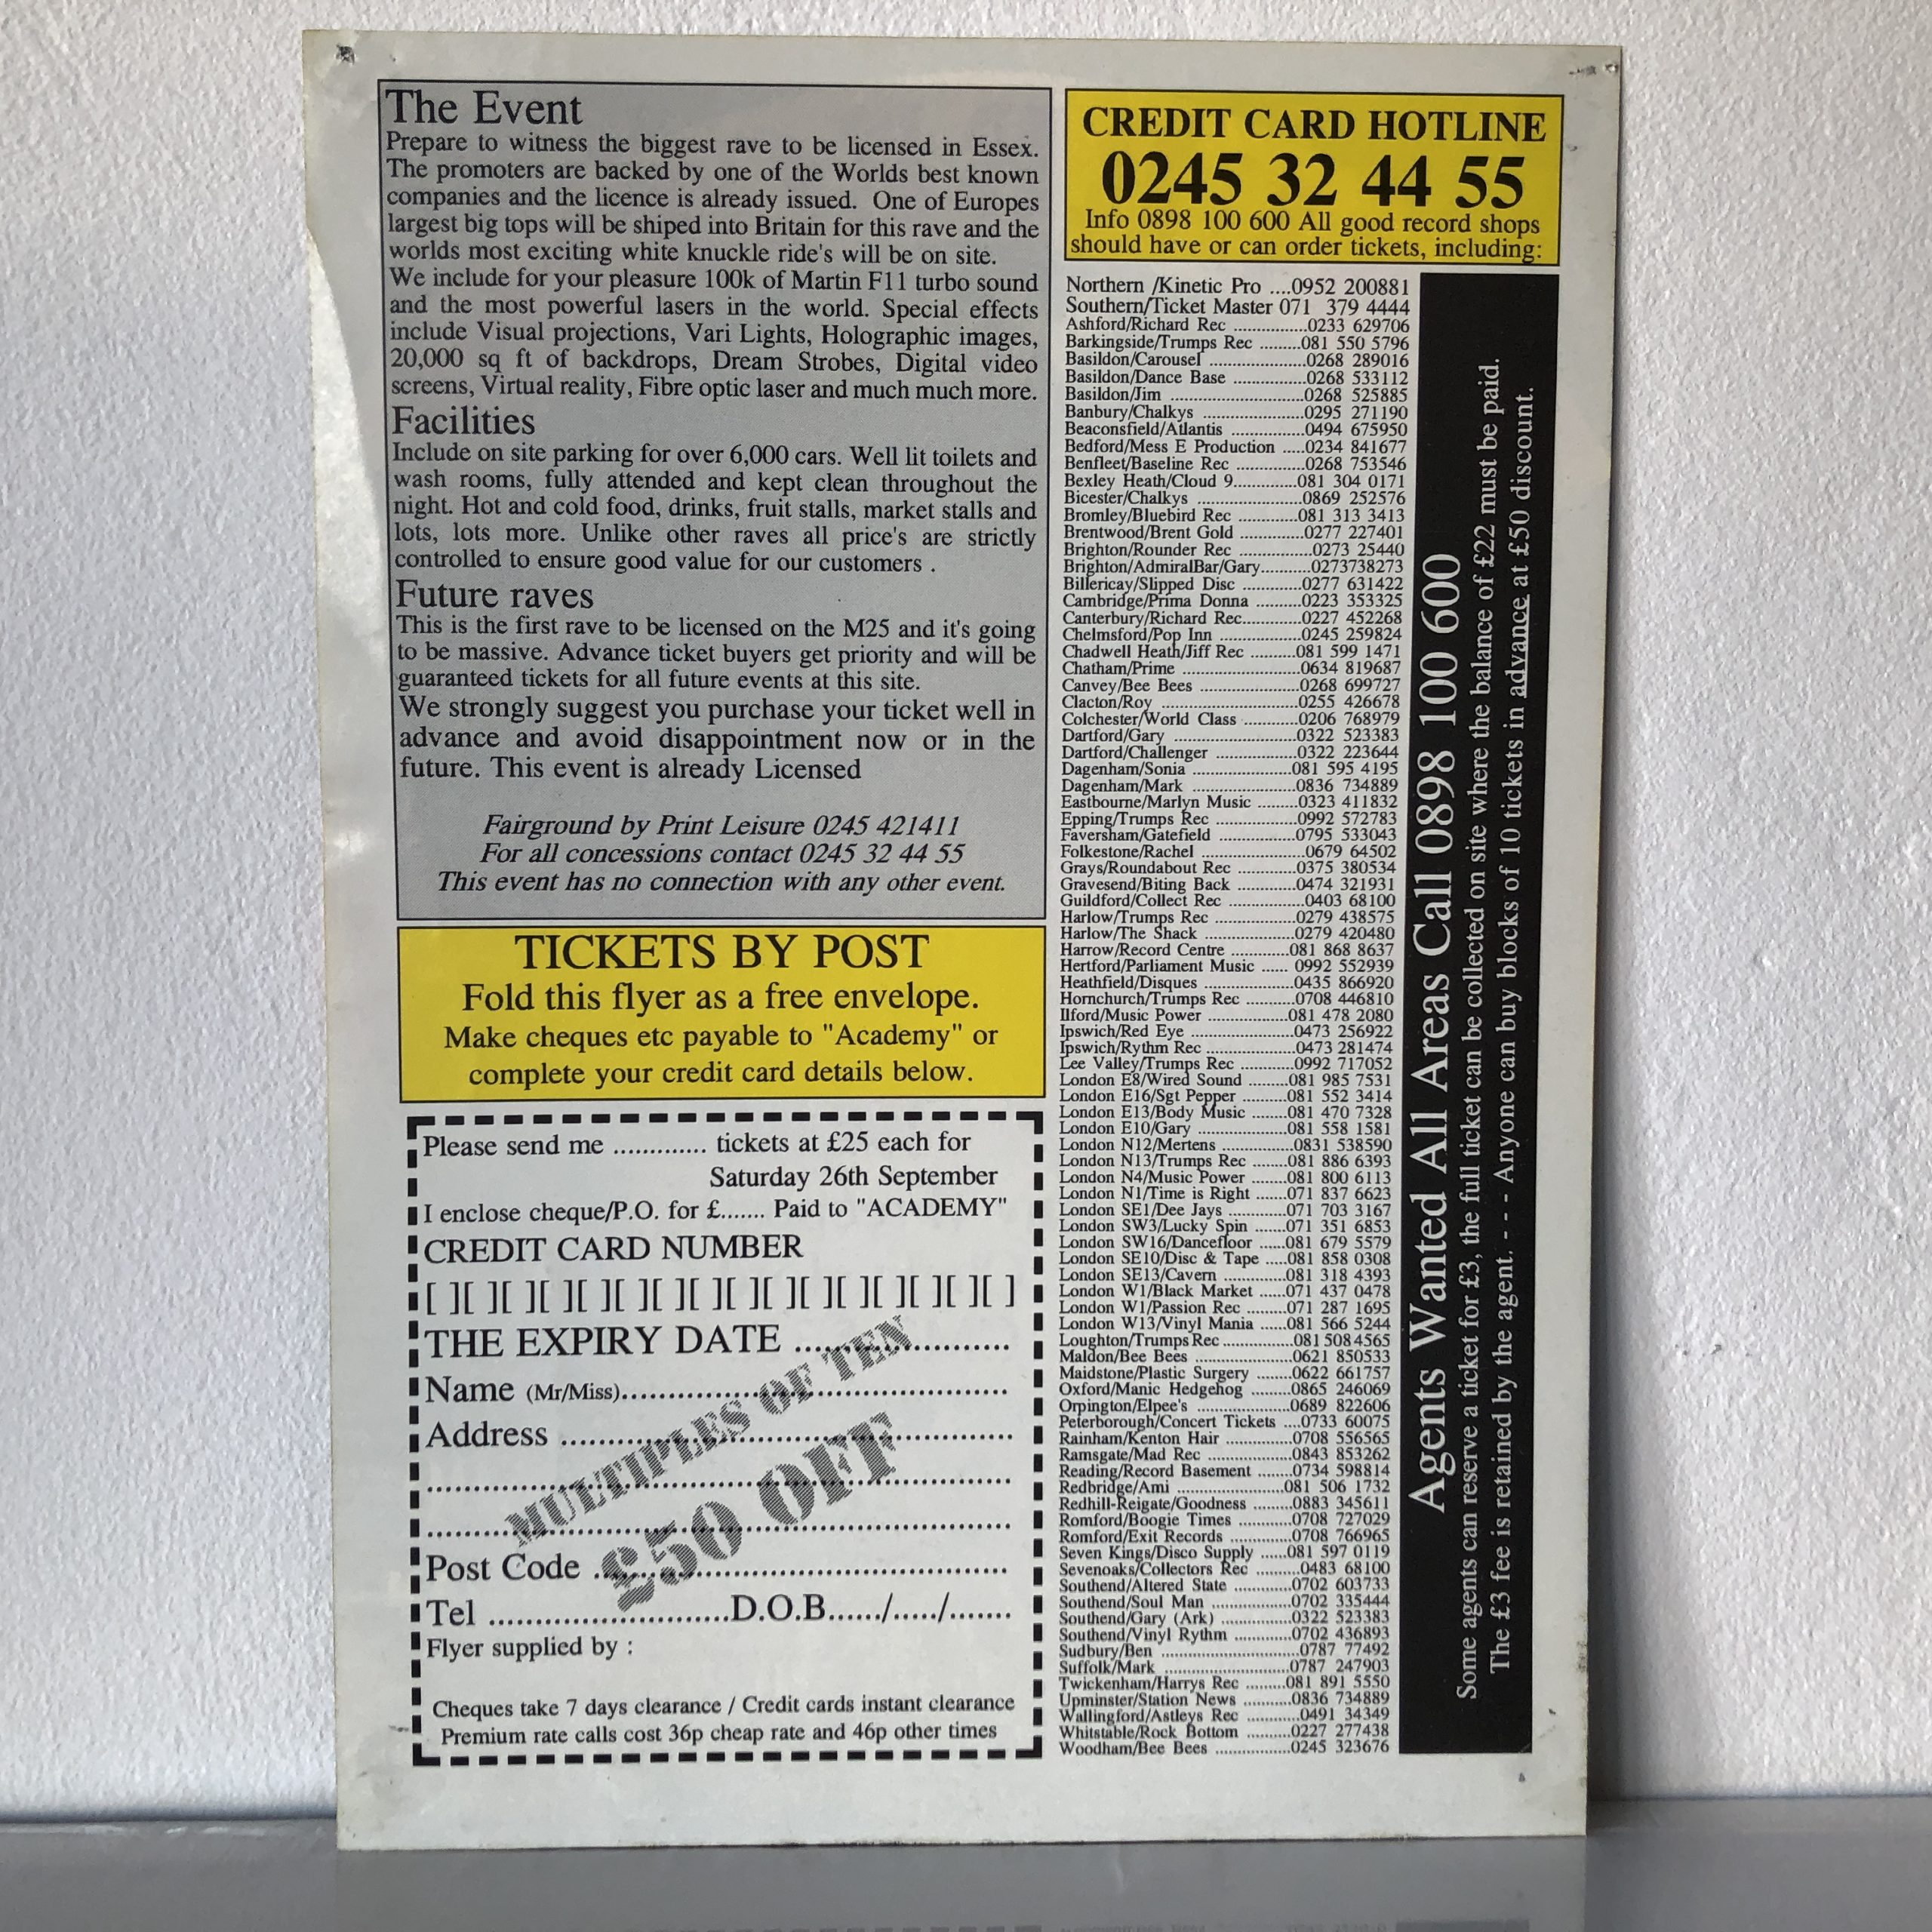 The Event
Prepare to witness the biggest rave to be licensed in Essex.
The promoters are backed by one of the Worlds best known
companies and the licence is already issued. One of Europes
largest big tops will be shiped into Britain for this rave and the
worlds most exciting white knuckle ride's will be on site.
We include for your pleasure 100k of Martin F11 turbo sound
and the most powerful lasers in the world. Special effects
include Visual projections, Vari Lights, Holographic images,
20,000 sq ft of backdrops, Dream Strobes, Digital video
screens, Virtual reality, Fibre optic laser and much much more.
Facilities
Include on site parking for over 6,000 cars. Well lit toilets and
wash rooms, fully attended and kept clean throughout the
night. Hot and cold food, drinks, fruit stalls, market stalls and
lots, lots more. Unlike other raves all price's are strictly
controlled to ensure good value for our customers .
Future raves
This is the first rave to be licensed on the M25 and it's going
to be massive. Advance ticket buyers get priority and will be
guaranteed tickets for all future events at this site.
We strongly suggest you purchase your ticket well in
advance and avoid disappointment now or in the
future. This event is already Licensed
Fairground by Print Leisure 0245 421411
For all concessions contact 0245 32 44 55
This event has no connection with any other event.
TICKETS BY POST
Fold this flyer as a free envelope.
Make cheques etc payable to "Academy" or
complete your credit card details below.
Please send me ............. tickets at £25 each for
Saturday 26th September
I enclose cheque/P.O. for £....... Paid to "ACADEMY"
CREDIT CARD NUMBER
[ ][ ][ ][ ][ ][ ][ ][ ][ ][ ][ ][ ][ ][ ][ ][ ]
THE EXPIRY DATE ........................
Name (Mr/Miss)..........................................
Address .................................................
Post Code ............................................
Tel ..........................D.O.B....../...../.......
Flyer supplied by :
MULTIPLES OF TEN
£50 OFF
Cheques take 7 days clearance / Credit cards instant clearance
Premium rate calls cost 36p cheap rate and 46p other times
CREDIT CARD HOTLINE
0245 32 44 55
Info 0898 100 600 All good record shops
should have or can order tickets, including:
Northern /Kinetic Pro ....0952 200881
Southern/Ticket Master 071 379 4444
Ashford/Richard Rec ..............0233 629706
Barkingside/Trumps Rec ........081 550 5796
Basildon/Carousel ...................0268 289016
Basildon/Dance Base ..............0268 533112
Basildon/Jim .........................0268 525885
Banbury/Chalkys ...................0295 271190
Beaconsfield/Atlantis ...............0494 675950
Bedford/Mess E Production .....0234 841677
Benfleet/Baseline Rec .............0268 753546
Bexley Heath/Cloud 9............081 304 0171
Bicester/Chalkys .....................0869 252576
Bromley/Bluebird Rec ...........081 313 3413
Brentwood/Brent Gold ............0277 227401
Brighton/Rounder Rec ..............0273 25440
Brighton/AdmiralBar/Gary..........0273738273
Billericay/Slipped Disc ............0277 631422
Cambridge/Prima Donna .........0223 353325
Canterbury/Richard Rec...........0227 452268
Chelmsford/Pop Inn ...............0245 259824
Chadwell Heath/Jiff Rec .........081 599 1471
Chatham/Prime .......................0634 819687
Canvey/Bee Bees ...................0268 699727
Clacton/Roy ..........................0255 426678
Colchester/World Class ...........0206 768979
Dartford/Gary ........................0322 523383
Dartford/Challenger .................0322 223644
Dagenham/Sonia ...................081 595 4195
Dagenham/Mark .....................0836 734889
Eastbourne/Marlyn Music ........0323 411832
Epping/Trumps Rec ................0992 572783
Faversham/Gatefield ................0795 533043
Folkestone/Rachel ....................0679 64502
Grays/Roundabout Rec ............0375 380534
Gravesend/Biting Back ............0474 321931
Guildford/Collect Rec ...............0403 68100
Harlow/Trumps Rec ................0279 438575
Harlow/The Shack ..................0279 420480
Harrow/Record Centre ............081 868 8637
Hertford/Parliament Music ...... 0992 552939
Heathfield/Disques ..................0435 866920
Hornchurch/Trumps Rec .........0708 446810
Ilford/Music Power ................081 478 2080
Ipswich/Red Eye ....................0473 256922
Ipswich/Rythm Rec .................0473 281474
Lee Valley/Trumps Rec ...........0992 717052
London E8/Wired Sound ........081 985 7531
London E16/Sgt Pepper ..........081 552 3414
London E13/Body Music ........081 470 7328
London E10/Gary ...................081 558 1581
London N12/Mertens ..............0831 538590
London N13/Trumps Rec .......081 886 6393
London N4/Music Power ........081 800 6113
London N1/Time is Right ......071 837 6623
London SE1/Dee Jays ............071 703 3167
London SW3/Lucky Spin .......071 351 6853
London SW16/Dancefloor ......081 679 5579
London SE10/Disc & Tape .....081 858 0308
London SE13/Cavern .............081 318 4393
London W1/Black Market ......071 437 0478
London W1/Passion Rec ........071 287 1695
London W13/Vinyl Mania .....081 566 5244
Loughton/Trumps Rec .............081 508 4565
Maldon/Bee Bees ...................0621 850533
Maidstone/Plastic Surgery ........0622 661757
Oxford/Manic Hedgehog .........0865 246069
Orpington/Elpee's ...................0689 822606
Peterborough/Concert Tickets ....0733 60075
Rainham/Kenton Hair .............0708 556565
Ramsgate/Mad Rec .................0843 853262
Reading/Record Basement .......0734 598814
Redbridge/Ami .....................081 506 1732
Redhill-Reigate/Goodness ........0883 345611
Romford/Boogie Times ...........0708 727029
Romford/Exit Records ............0708 766965
Seven Kings/Disco Supply .....081 597 0119
Sevenoaks/Collectors Rec .........0483 68100
Southend/Altered State ............0702 603733
Southend/Soul Man ................0702 335444
Southend/Gary (Ark) ..............0322 523383
Southend/Vinyl Rythm ............0702 436893
Sudbury/Ben ...........................0787 77492
Suffolk/Mark ..........................0787 247903
Twickenham/Harrys Rec ........081 891 5550
Upminster/Station News ..........0836 734889
Wallingford/Astleys Rec ..........0491 34349
Whitstable/Rock Bottom .........0227 277438
Woodham/Bee Bees ................0245 323676
Agents Wanted All Areas Call 0898 100 600
Some agents can reserve a ticket for £3, the full ticket can be collected on site where the balance of £22 must be paid.
The £3 fee is retained by the agent. - - - Anyone can buy blocks of 10 tickets in advance at £50 discount.